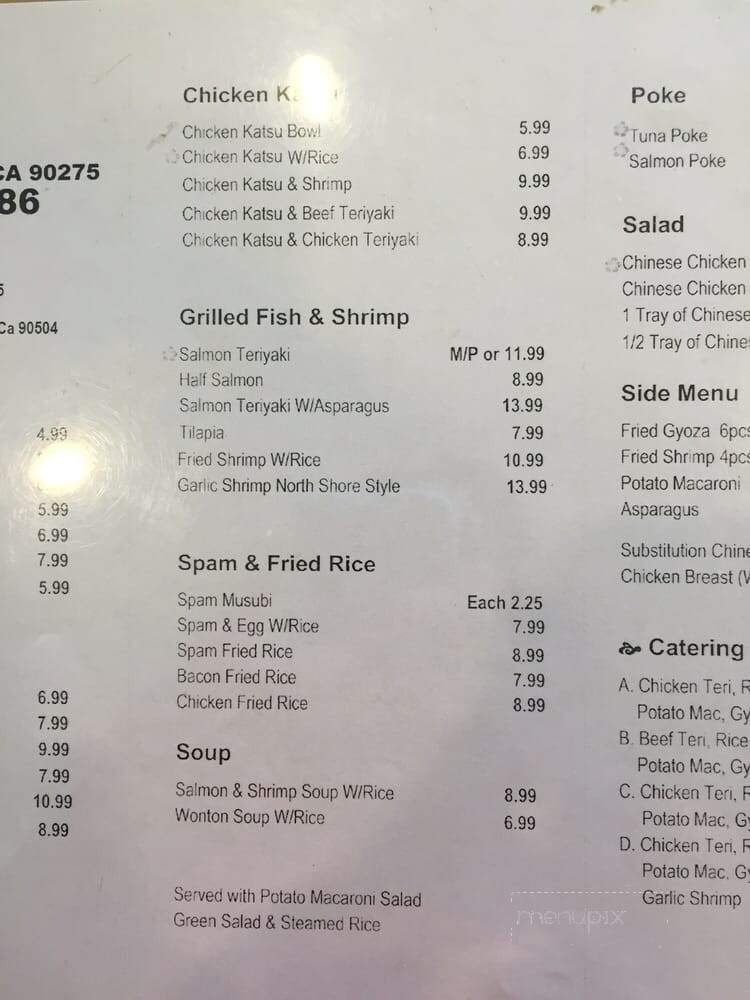 CA 90275
86
5
Ca 90504
4.99
5.99
6.99
7.99
5.99
6.99
7.99
9.99
7.99
10.99
8.99
Chicken
Chicken Katsu Bowl 5.99
Chicken Katsu W/Rice 6.99
Chicken Katsu & Shrimp 9.99
Chicken Katsu & Beef Teriyaki 9.99
Chicken Katsu & Chicken Teriyaki 8.99
Grilled Fish & Shrimp
Salmon Teriyaki M/P or 11.99
Half Salmon 8.99
Salmon Teriyaki W/Asparagus 13.99
Tilapia 7.99
Fried Shrimp W/Rice 10.99
Garlic Shrimp North Shore Style 13.99
Spam & Fried Rice
Spam Musubi Each 2.25
Spam & Egg W/Rice 7.99
Spam Fried Rice 8.99
Bacon Fried Rice 7.99
Chicken Fried Rice 8.99
Soup
Salmon & Shrimp Soup W/Rice 8.99
Wonton Soup W/Rice 6.99
Served with Potato Macaroni Salad
Green Salad & Steamed Rice
Poke
Tuna Poke
Salmon Poke
Salad
Chinese Chicken
Chinese Chicken
1 Tray of Chinese
1/2 Tray of Chine
Side Menu
Fried Gyoza 6pcs
Fried Shrimp 4pcs
Potato Macaroni
Asparagus
Substitution Chine
Chicken Breast (
Catering
A. Chicken Teri, R
Potato Mac, Gy
B. Beef Teri, Rice
Potato Mac, Gy
C. Chicken Teri, R
Potato Mac, Gy
D. Chicken Teri, R
Potato Mac, Gy
Garlic Shrimp
menupix